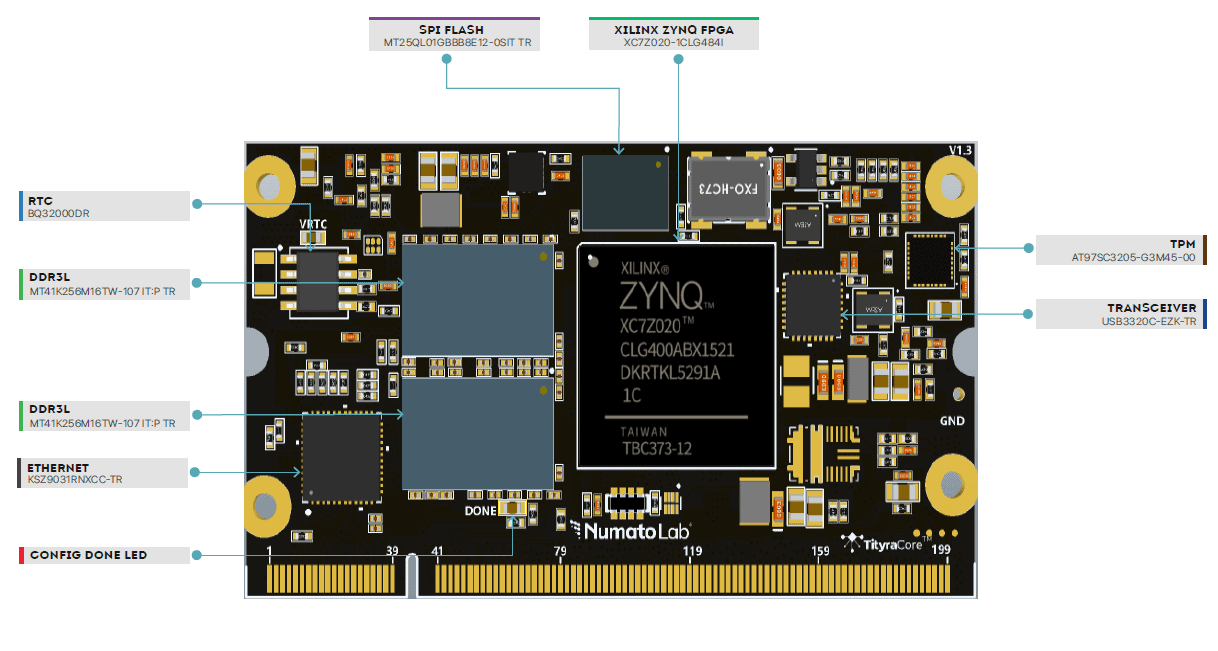 SPI FLASH
MT25QL01GBBB8E12-0SIT TR
XILINX ZYNQ FPGA
XC7Z020-1CLG484I
V1.3
FXO-HC73
RTC
BQ32000DR
VRTC
TPM
AT97SC3205-G3M45-00
DDR3L
MT41K256M16TW-107 IT:P TR
XILINX®
ZYNQ™
XC7Z020™
CLG400ABX1521
DKRTKL5291A
1C
TAIWAN
TBC373-12
TRANSCEIVER
USB3320C-EZK-TR
DDR3L
MT41K256M16TW-107 IT:P TR
GND
ETHERNET
KSZ9031RNXCC-TR
DONE
NumatoLab
TityraCore™
CONFIG DONE LED
1 39 41 79 119 159 199